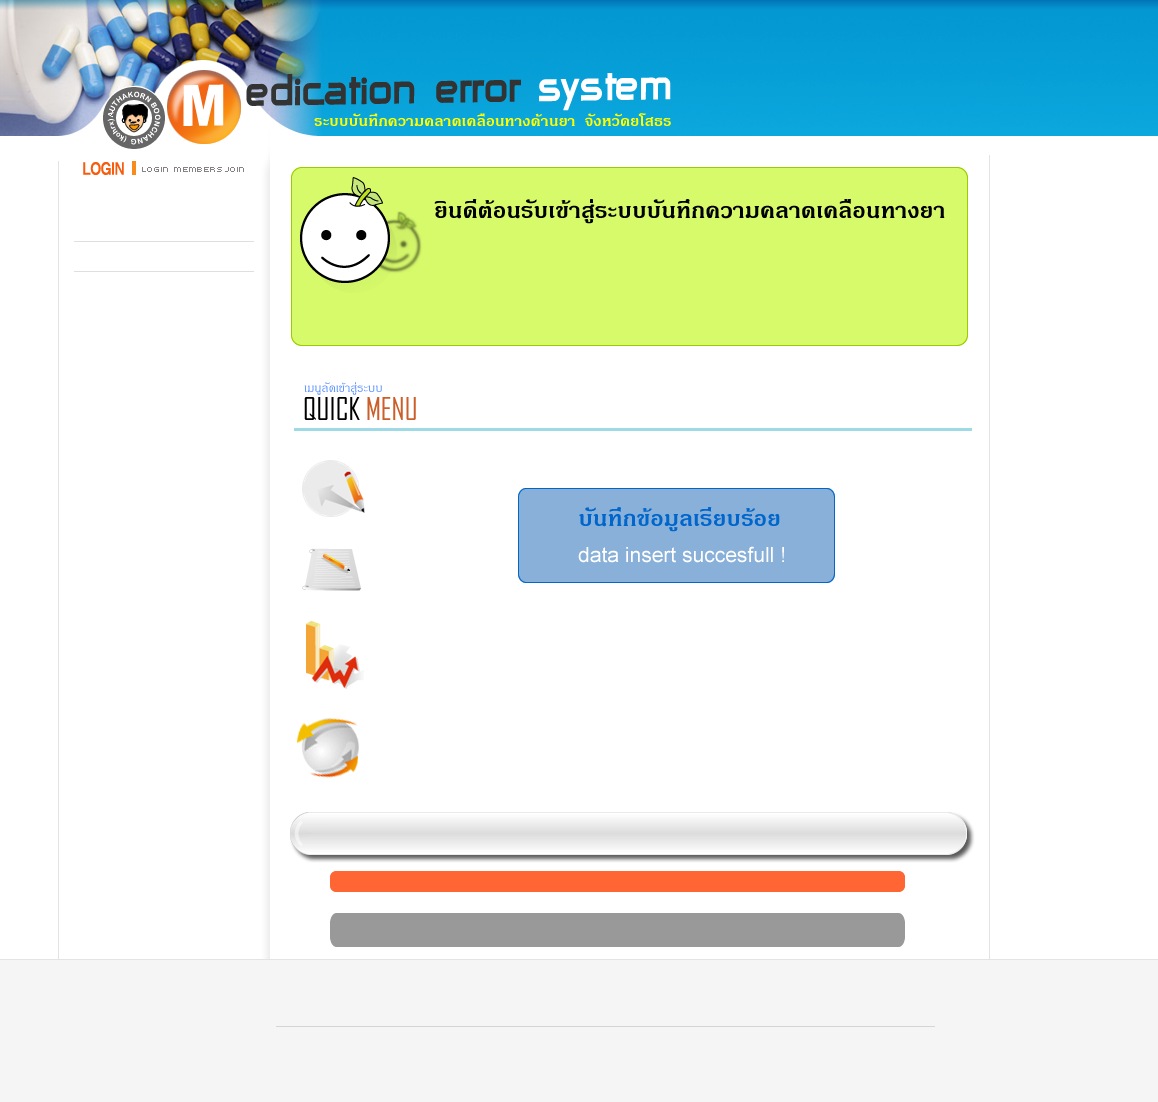 Medication error system
ระบบบันทึกความคลาดเคลือนทางด้านยา จังหวัดยโสธร
AUTHAKORN BOONCHANG
LOGIN LOGIN MEMBERS JOIN
ยินดีต้อนรับเข้าสู่ระบบบันทึกความคลาดเคลือนทางยา
เมนูลัดเข้าสู่ระบบ
QUICK MENU
บันทึกข้อมูลเรียบร้อย
data insert succesfull !